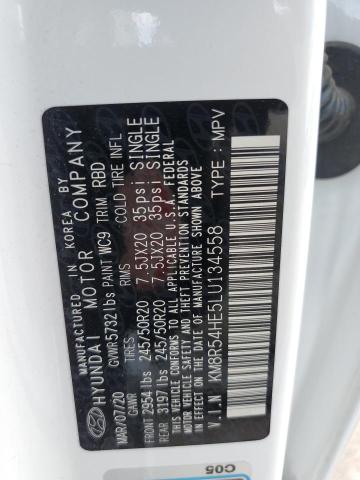 MANUFACTURED IN KOREA BY
HYUNDAI MOTOR COMPANY
MAR/07/20 GVWR 5732 lbs PAINT WC9 TRIM RBD
GAWR TIRES RIMS COLD TIRE INFL
FRONT 2954 lbs 245/50R20 7.5JX20 35psi SINGLE
REAR 3197 lbs 245/50R20 7.5JX20 35psi SINGLE
THIS VEHICLE CONFORMS TO ALL APPLICABLE U.S.A. FEDERAL
MOTOR VEHICLE SAFETY, BUMPER, AND THEFT PREVENTION STANDARDS
IN EFFECT ON THE DATE OF MANUFACTURE SHOWN ABOVE.
V.I.N KM8R54HE5LU134558 TYPE : MPV
C05